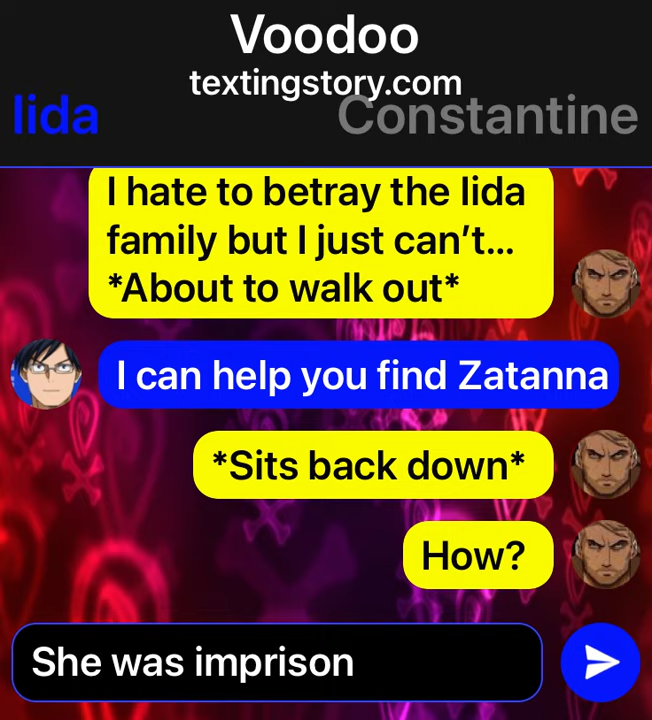 Voodoo
textingstory.com
Iida
Constantine
I hate to betray the Iida
family but I just can’t...
*About to walk out*
I can help you find Zatanna
*Sits back down*
How?
She was imprison